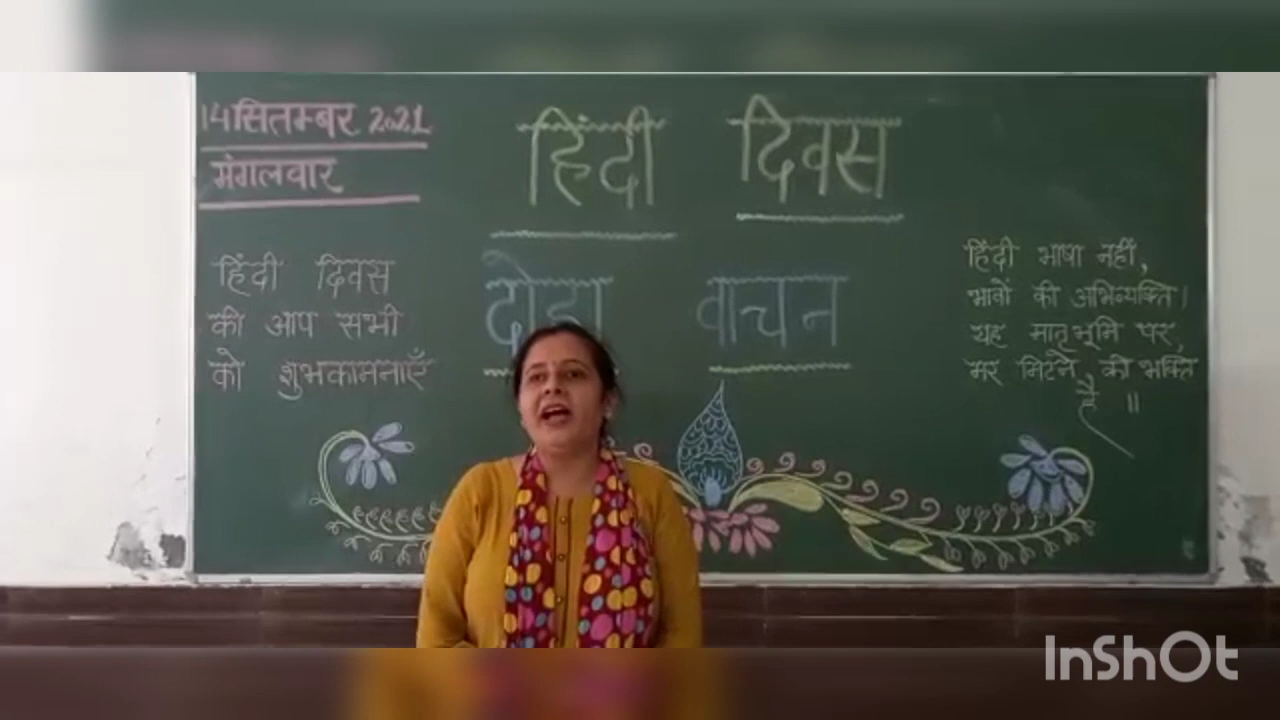 14 सितम्बर 2021
मंगलवार
हिंदी दिवस
दोहा वाचन
हिंदी दिवस
की आप सभी
को शुभकामनाएँ
हिंदी भाषा नहीं,
भावों की अभिव्यक्ति।
यह मातृभूमि पर,
मर मिटने की भक्ति
है ॥
InShOt